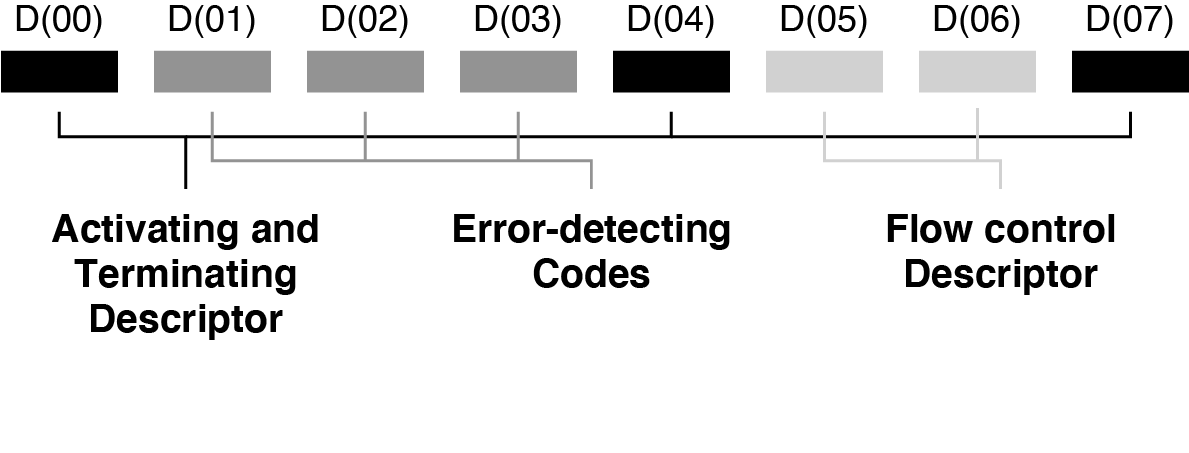 D(00) D(01) D(02) D(03) D(04) D(05) D(06) D(07)
Activating and
Terminating
Descriptor
Error-detecting
Codes
Flow control
Descriptor